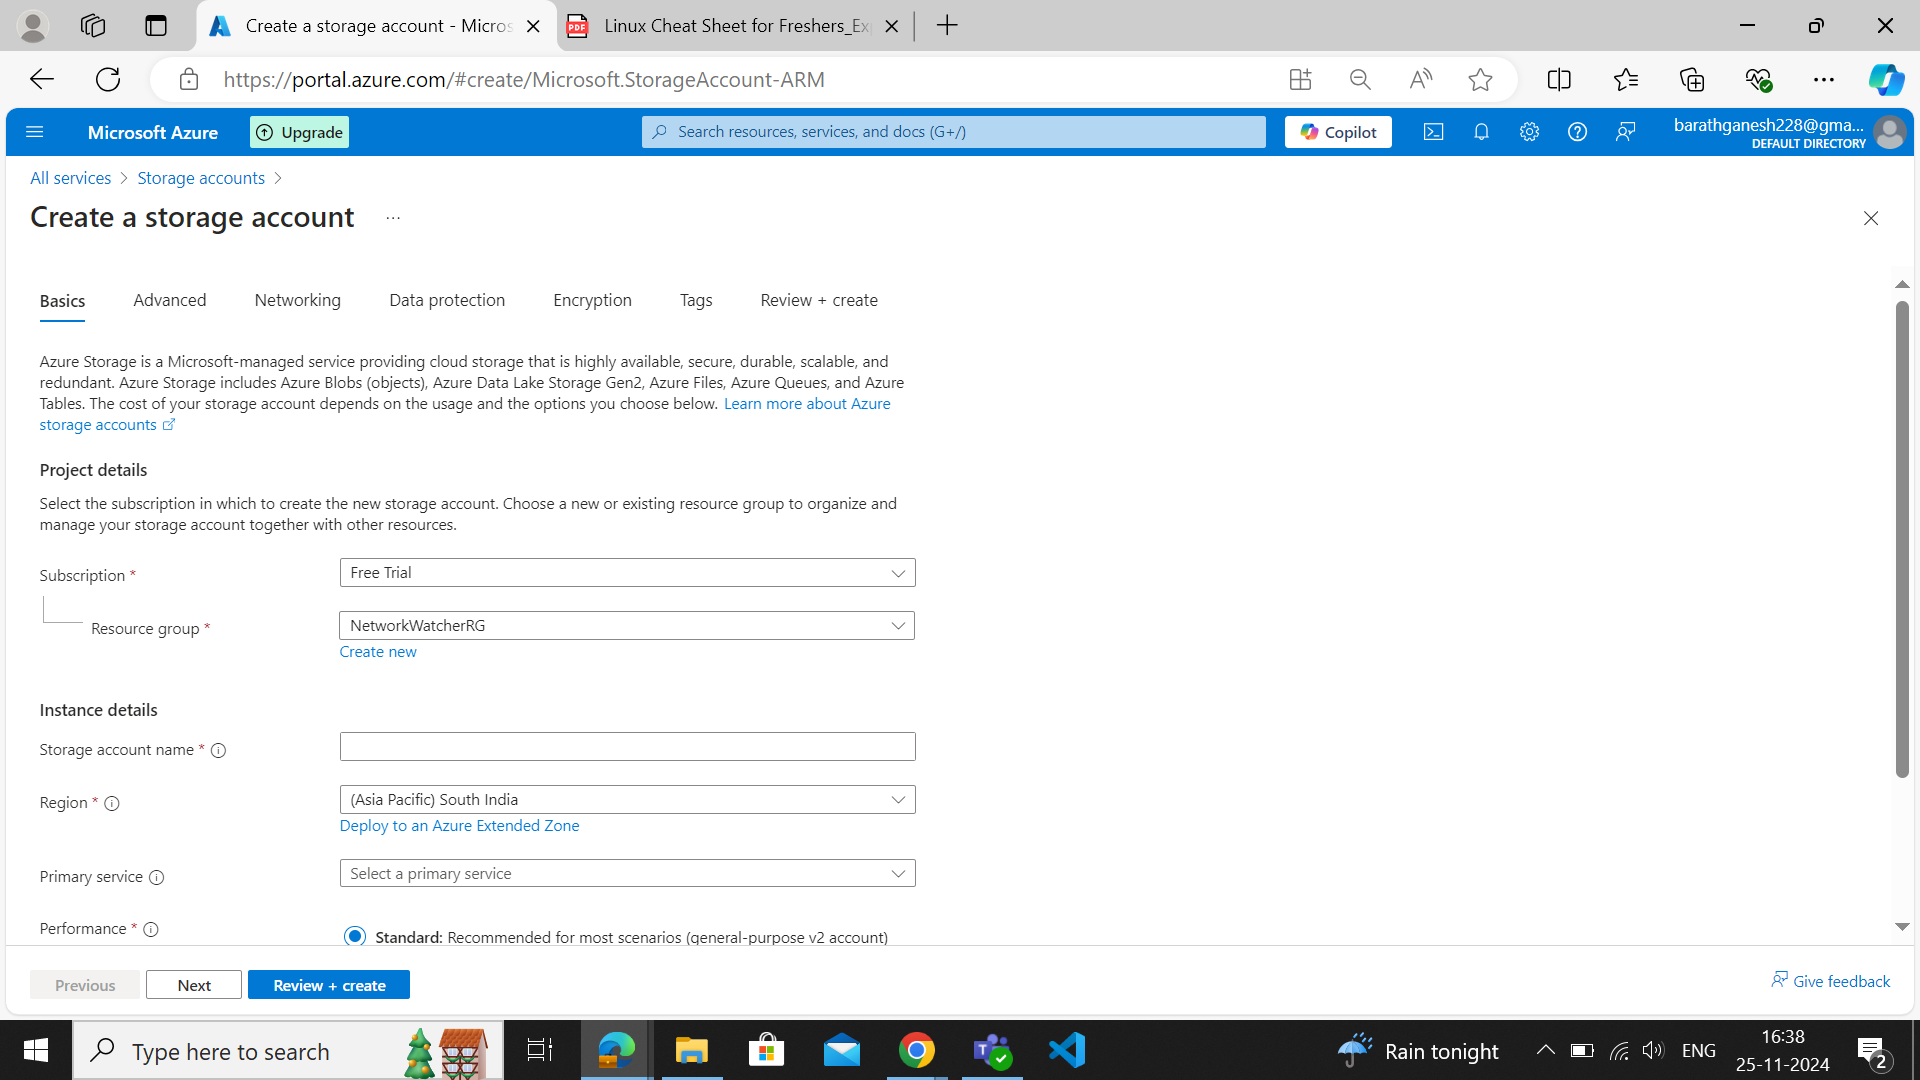 Create a storage account - Micros
Linux Cheat Sheet for Freshers_Ex
https://portal.azure.com/#create/Microsoft.StorageAccount-ARM
Microsoft Azure
Upgrade
Search resources, services, and docs (G+/)
Copilot
barathganesh228@gma...
DEFAULT DIRECTORY
All services
Storage accounts
Create a storage account
...
Basics
Advanced
Networking
Data protection
Encryption
Tags
Review + create
Azure Storage is a Microsoft-managed service providing cloud storage that is highly available, secure, durable, scalable, and
redundant. Azure Storage includes Azure Blobs (objects), Azure Data Lake Storage Gen2, Azure Files, Azure Queues, and Azure
Tables. The cost of your storage account depends on the usage and the options you choose below. Learn more about Azure
storage accounts
Project details
Select the subscription in which to create the new storage account. Choose a new or existing resource group to organize and
manage your storage account together with other resources.
Subscription *
Free Trial
Resource group *
NetworkWatcherRG
Create new
Instance details
Storage account name *
Region *
(Asia Pacific) South India
Deploy to an Azure Extended Zone
Primary service
Select a primary service
Performance *
Standard: Recommended for most scenarios (general-purpose v2 account)
Previous
Next
Review + create
Give feedback
Type here to search
Rain tonight
ENG
16:38
25-11-2024
2